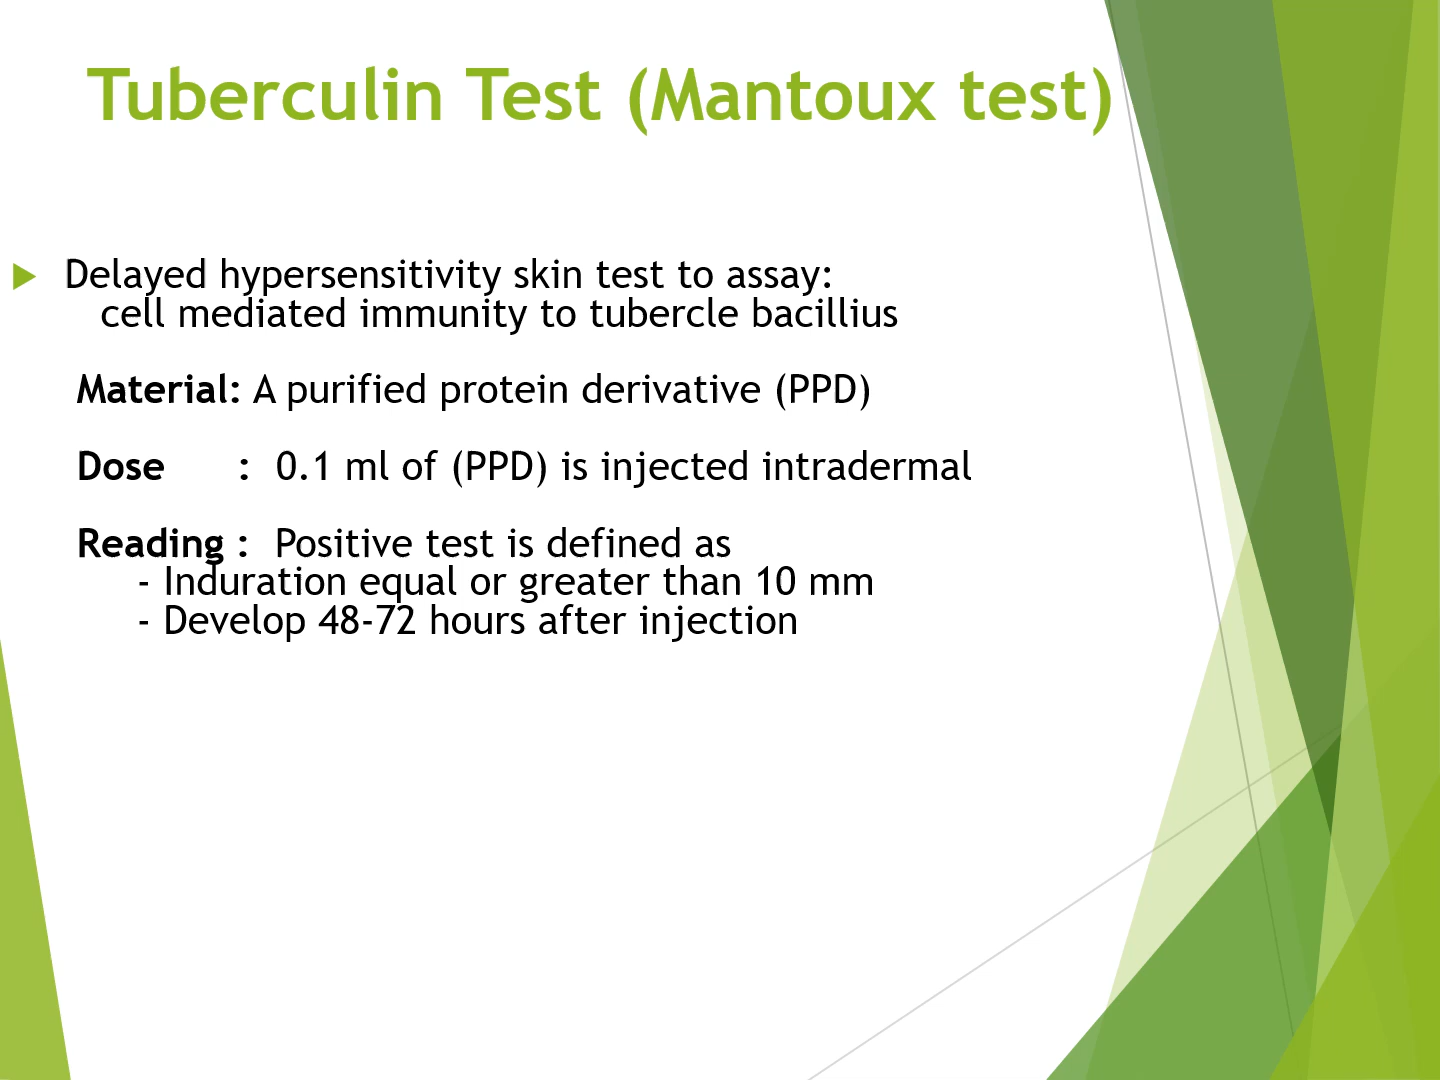 Tuberculin Test (Mantoux test)
Delayed hypersensitivity skin test to assay:
cell mediated immunity to tubercle bacillius
Material: A purified protein derivative (PPD)
Dose : 0.1 ml of (PPD) is injected intradermal
Reading : Positive test is defined as
- Induration equal or greater than 10 mm
- Develop 48-72 hours after injection